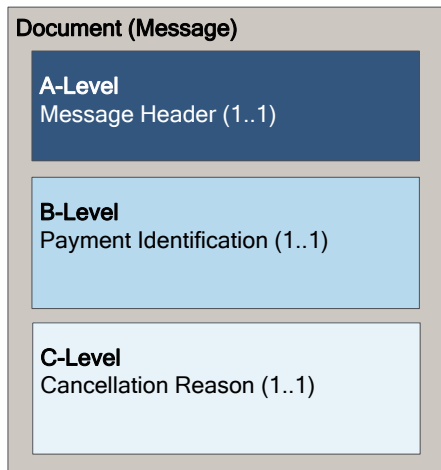 Document (Message)
A-Level
Message Header (1..1)
B-Level
Payment Identification (1..1)
C-Level
Cancellation Reason (1..1)